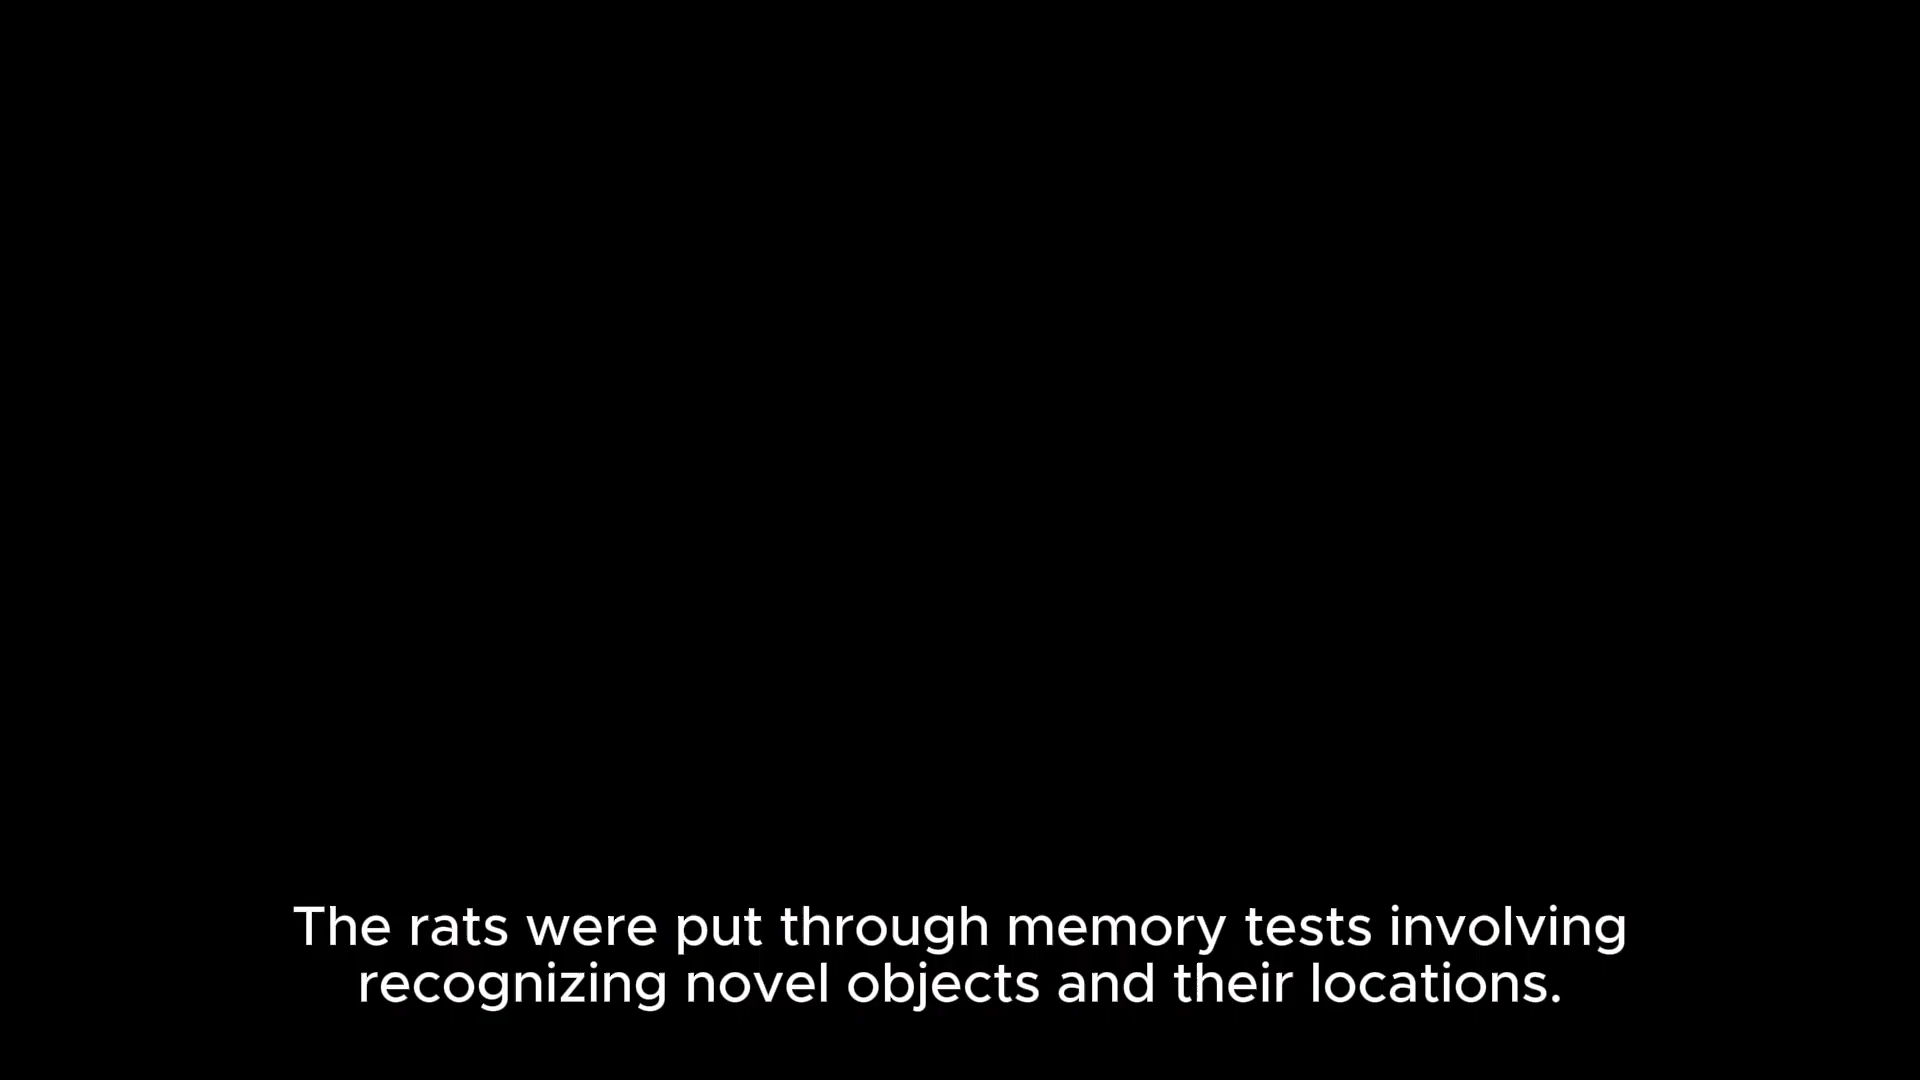 The rats were put through memory tests involving
recognizing novel objects and their locations.